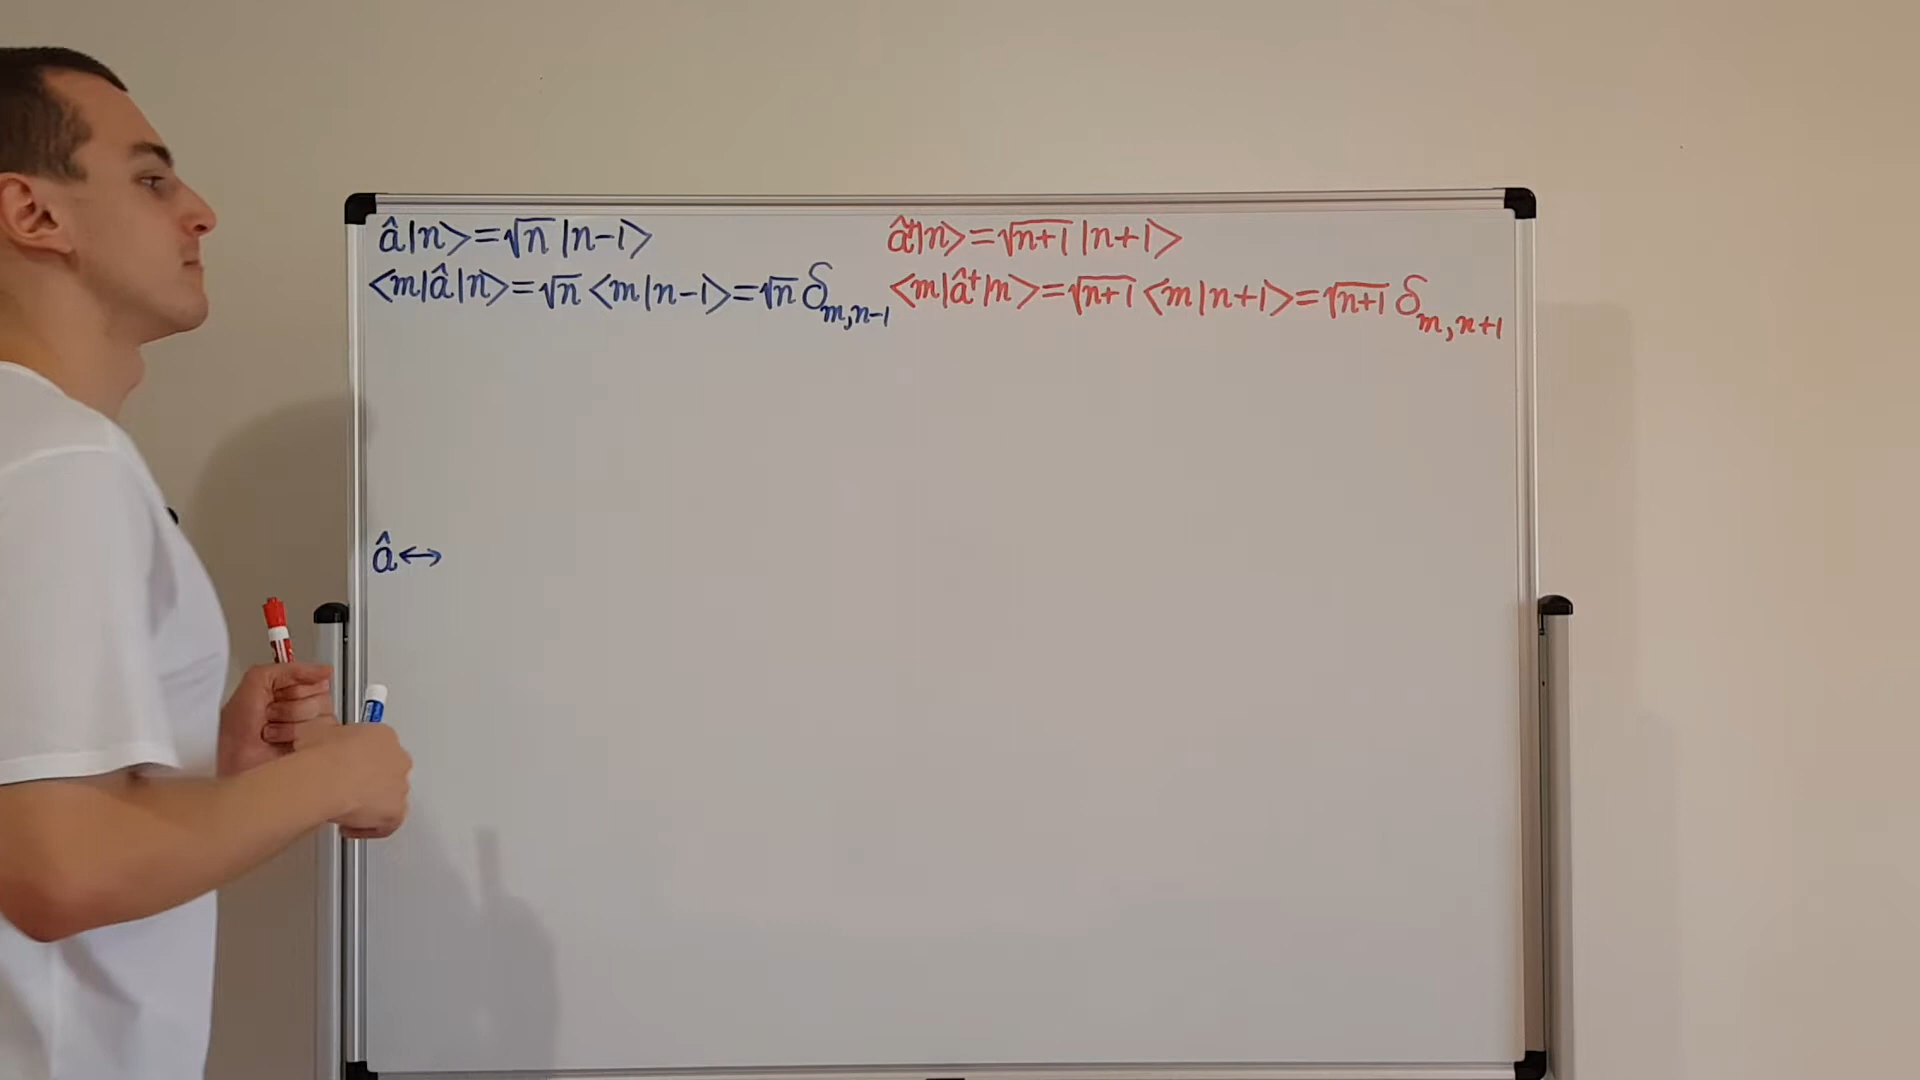 â|n>=√n |n-1>
<m|â|n>=√n <m|n-1>=√n δ_{m,n-1}
↠|n>=√n+1 |n+1>
<m|â†|m>=√n+1 <m|n+1>=√n+1 δ_{m,n+1}
â↔